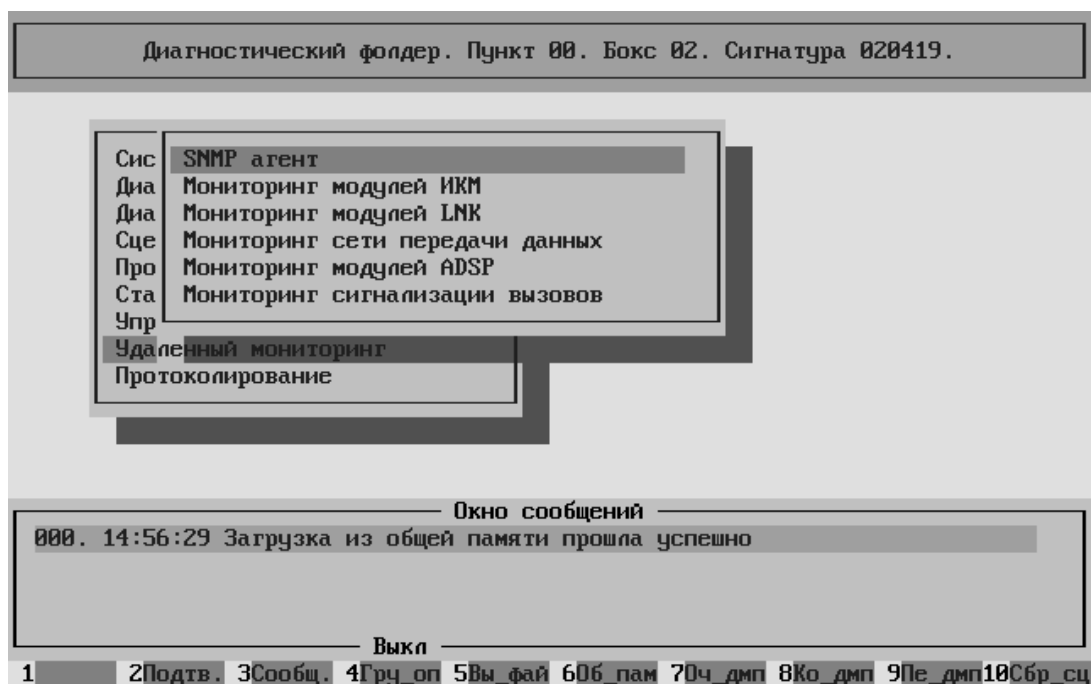 Диагностический фолдер. Пункт 00. Бокс 02. Сигнатура 020419.
Сис SNMP агент
Диа Мониторинг модулей ИКМ
Диа Мониторинг модулей LNK
Сце Мониторинг сети передачи данных
Про Мониторинг модулей ADSP
Ста Мониторинг сигнализации вызовов
Упр
Удаленный мониторинг
Протоколирование
Окно сообщений
000. 14:56:29 Загрузка из общей памяти прошла успешно
Выкл
1 2Подтв. 3Сообщ. 4Гру_оп 5Вы_фай 6Об_пам 7Оч_дмп 8Ко_дмп 9Пе_дмп10Сбр_сц